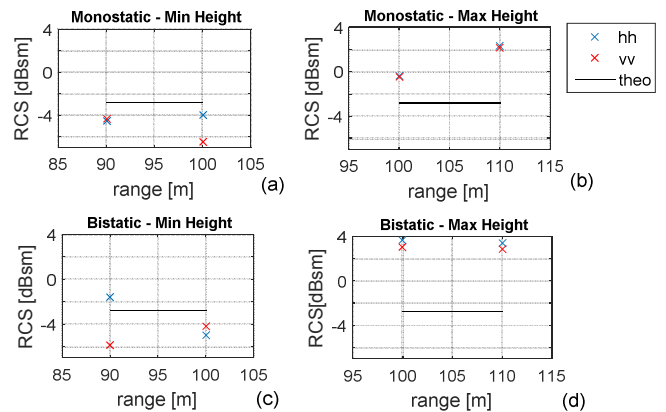 Monostatic - Min Height
4
0
-4
RCS [dBsm]
85 90 95 100 105
range [m]
(a)
Monostatic - Max Height
4
0
-4
RCS [dBsm]
95 100 105 110 115
range [m]
(b)
hh
vv
theo
Bistatic - Min Height
4
0
-4
RCS[dBsm]
85 90 95 100 105
range [m]
(c)
Bistatic - Max Height
4
0
-4
RCS[dBsm]
95 100 105 110 115
range [m]
(d)